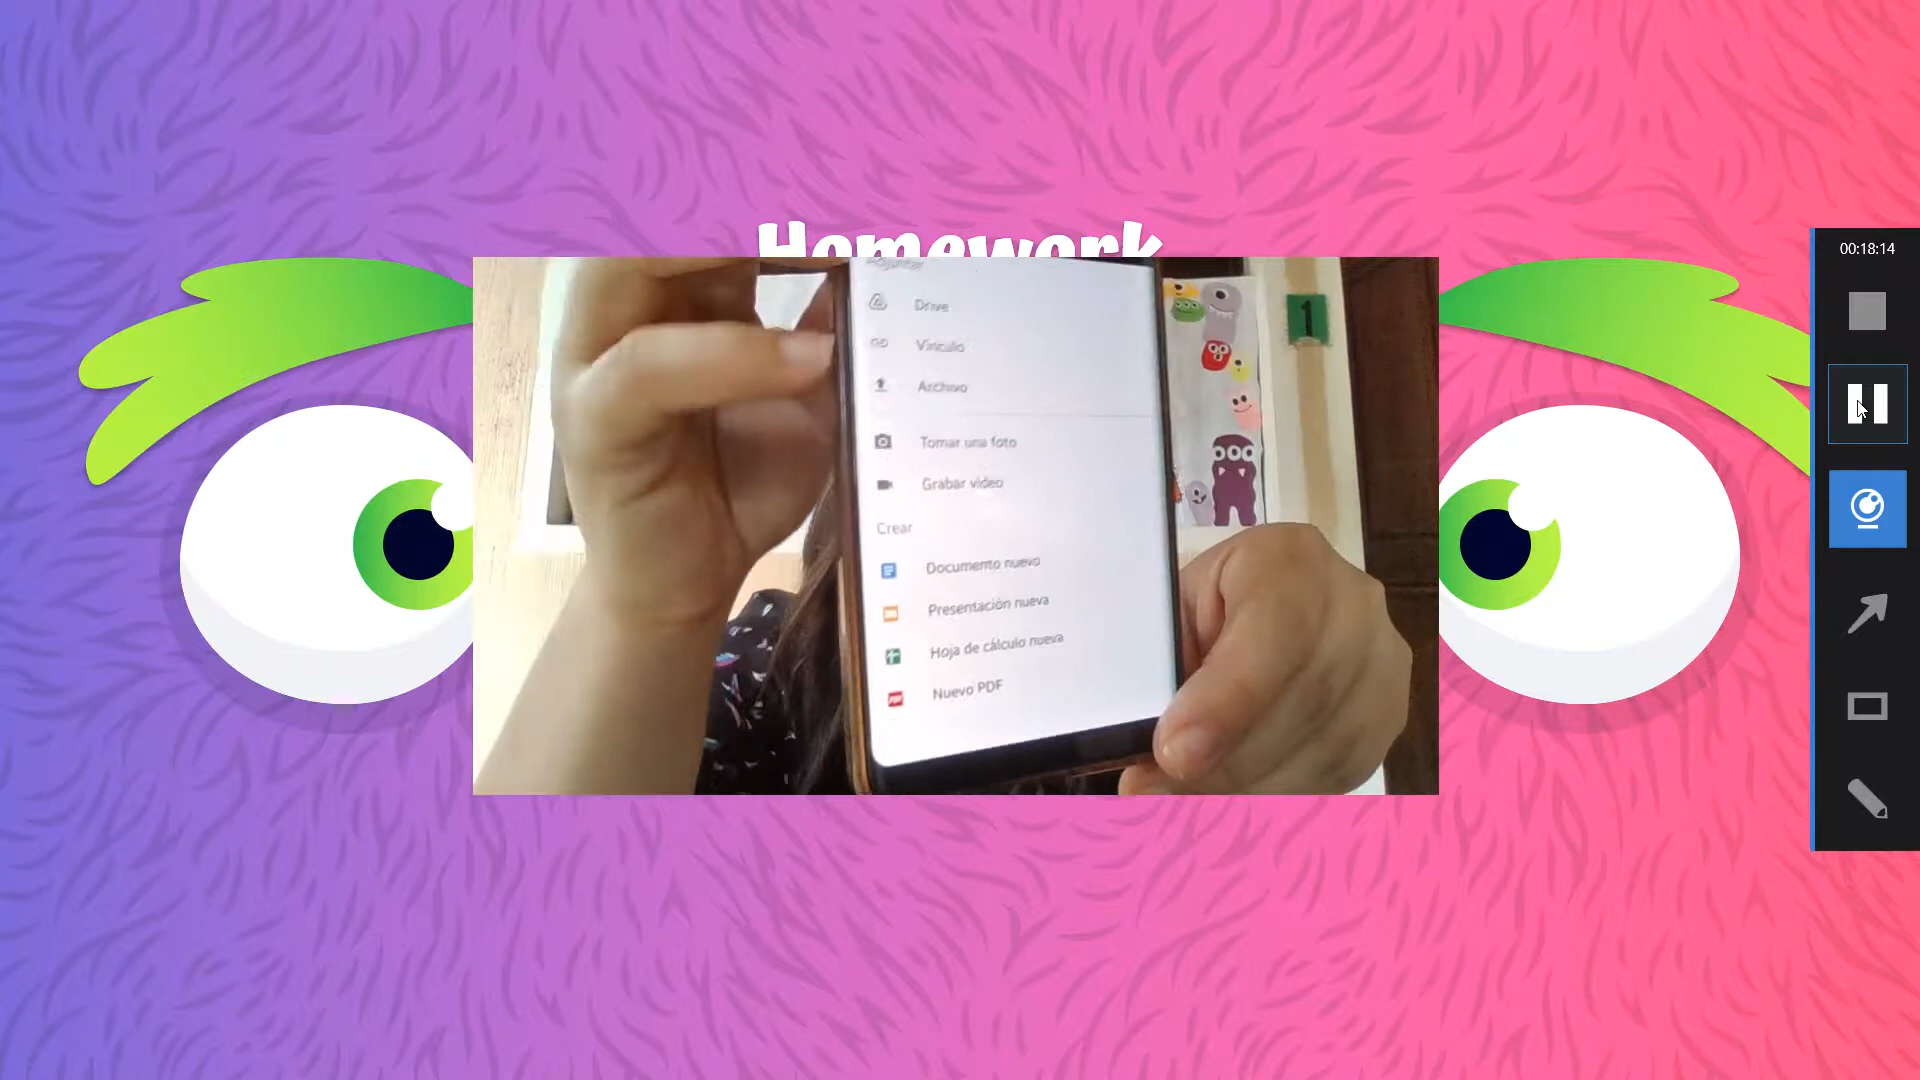 Homework
00:18:14
Drive
Vínculo
Archivo
Tomar una foto
Grabar video
Crear
Documento nuevo
Presentación nueva
Hoja de cálculo nueva
Nuevo PDF
PDF
1